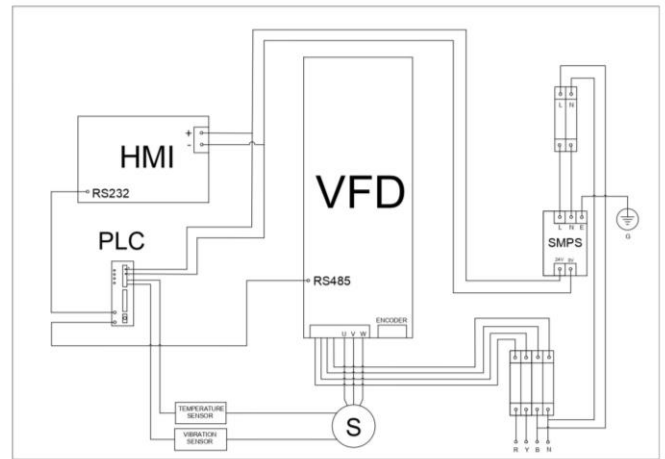 L N
+
-
HMI
RS232
VFD
L N E
SMPS
G
PLC
24V 0V
RS485
U V W
ENCODER
TEMPERATURE
SENSOR
VIBRATION
SENSOR
S
R Y B N